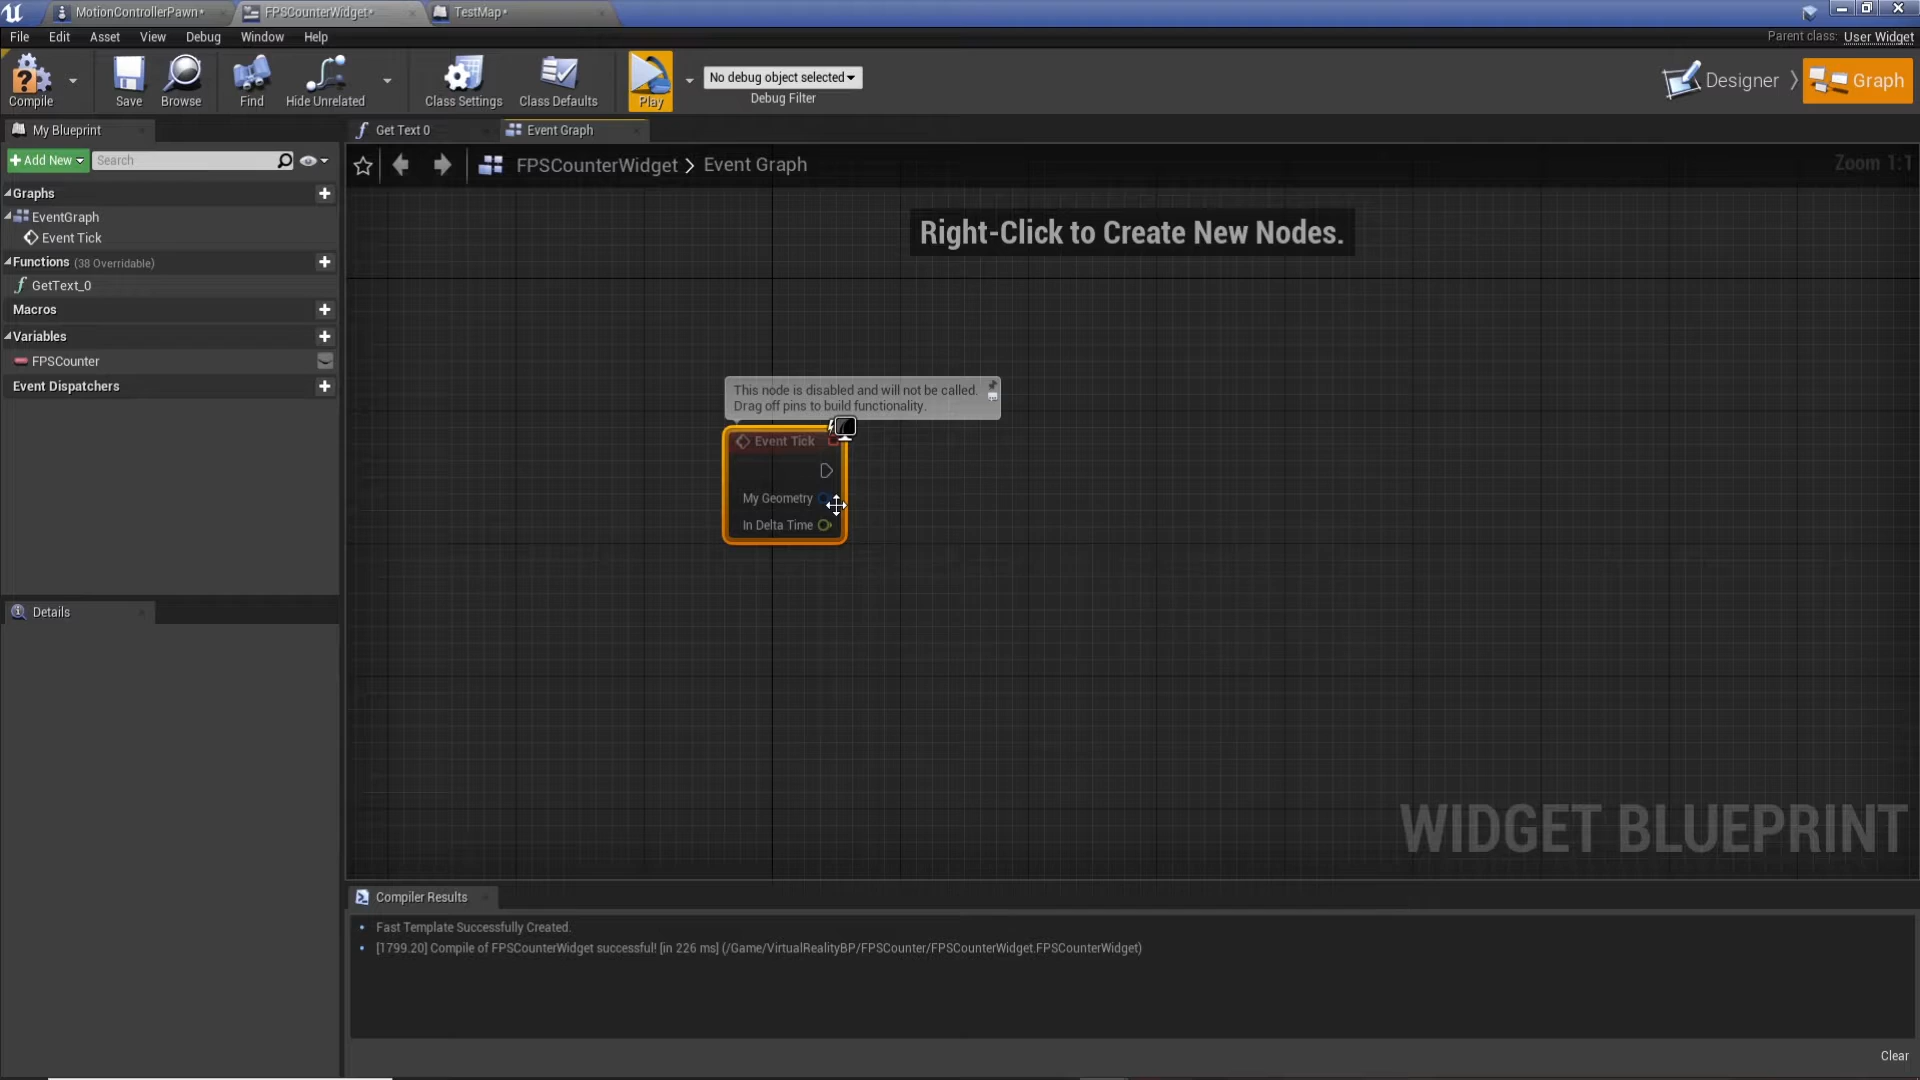 MotionControllerPawn*
FPSCounterWidget*
TestMap*
File Edit Asset View Debug Window Help
Parent class: User Widget
Compile
Save
Browse
Find
Hide Unrelated
Class Settings
Class Defaults
Play
No debug object selected
Debug Filter
Designer
Graph
My Blueprint
Get Text 0
Event Graph
Add New
Search
FPSCounterWidget > Event Graph
Zoom 1:1
Graphs
EventGraph
Event Tick
Functions (38 Overridable)
GetText_0
Macros
Variables
FPSCounter
Event Dispatchers
Right-Click to Create New Nodes.
This node is disabled and will not be called.
Drag off pins to build functionality.
Event Tick
My Geometry
In Delta Time
Details
WIDGET BLUEPRINT
Compiler Results
Fast Template Successfully Created.
[1799.20] Compile of FPSCounterWidget successful! [in 226 ms] (/Game/VirtualRealityBP/FPSCounter/FPSCounterWidget.FPSCounterWidget)
Clear